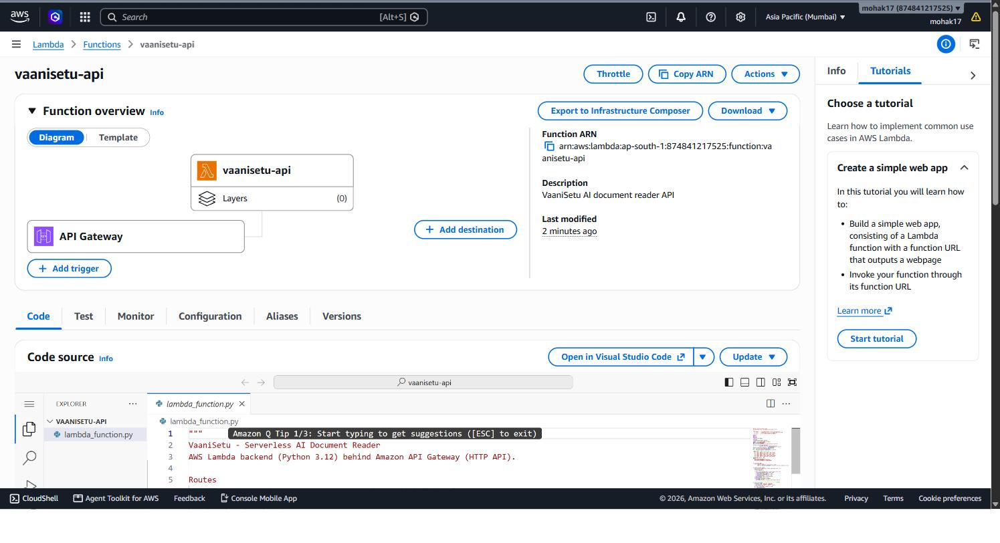 aws
Search [Alt+S]
Asia Pacific (Mumbai)
mohak17 (874841217525)
mohak17
Lambda > Functions > vaanisetu-api
vaanisetu-api
Throttle Copy ARN Actions
Function overview Info
Export to Infrastructure Composer Download
Diagram Template
vaanisetu-api
Layers (0)
API Gateway
+ Add destination
+ Add trigger
Function ARN
arn:aws:lambda:ap-south-1:874841217525:function:va
anisetu-api
Description
VaaniSetu AI document reader API
Last modified
2 minutes ago
Code Test Monitor Configuration Aliases Versions
Code source Info
Open in Visual Studio Code Update
vaanisetu-api
EXPLORER ...
VAANISETU-API
lambda_function.py
lambda_function.py
lambda_function.py
1 """ Amazon Q Tip 1/3: Start typing to get suggestions ([ESC] to exit)
2 VaaniSetu - Serverless AI Document Reader
3 AWS Lambda backend (Python 3.12) behind Amazon API Gateway (HTTP API).
4
5 Routes
Info Tutorials
Choose a tutorial
Learn how to implement common use
cases in AWS Lambda.
Create a simple web app
In this tutorial you will learn how
to:
• Build a simple web app,
consisting of a Lambda
function with a function URL
that outputs a webpage
• Invoke your function through
its function URL
Learn more
Start tutorial
CloudShell Agent Toolkit for AWS Feedback Console Mobile App
© 2026, Amazon Web Services, Inc. or its affiliates. Privacy Terms Cookie preferences